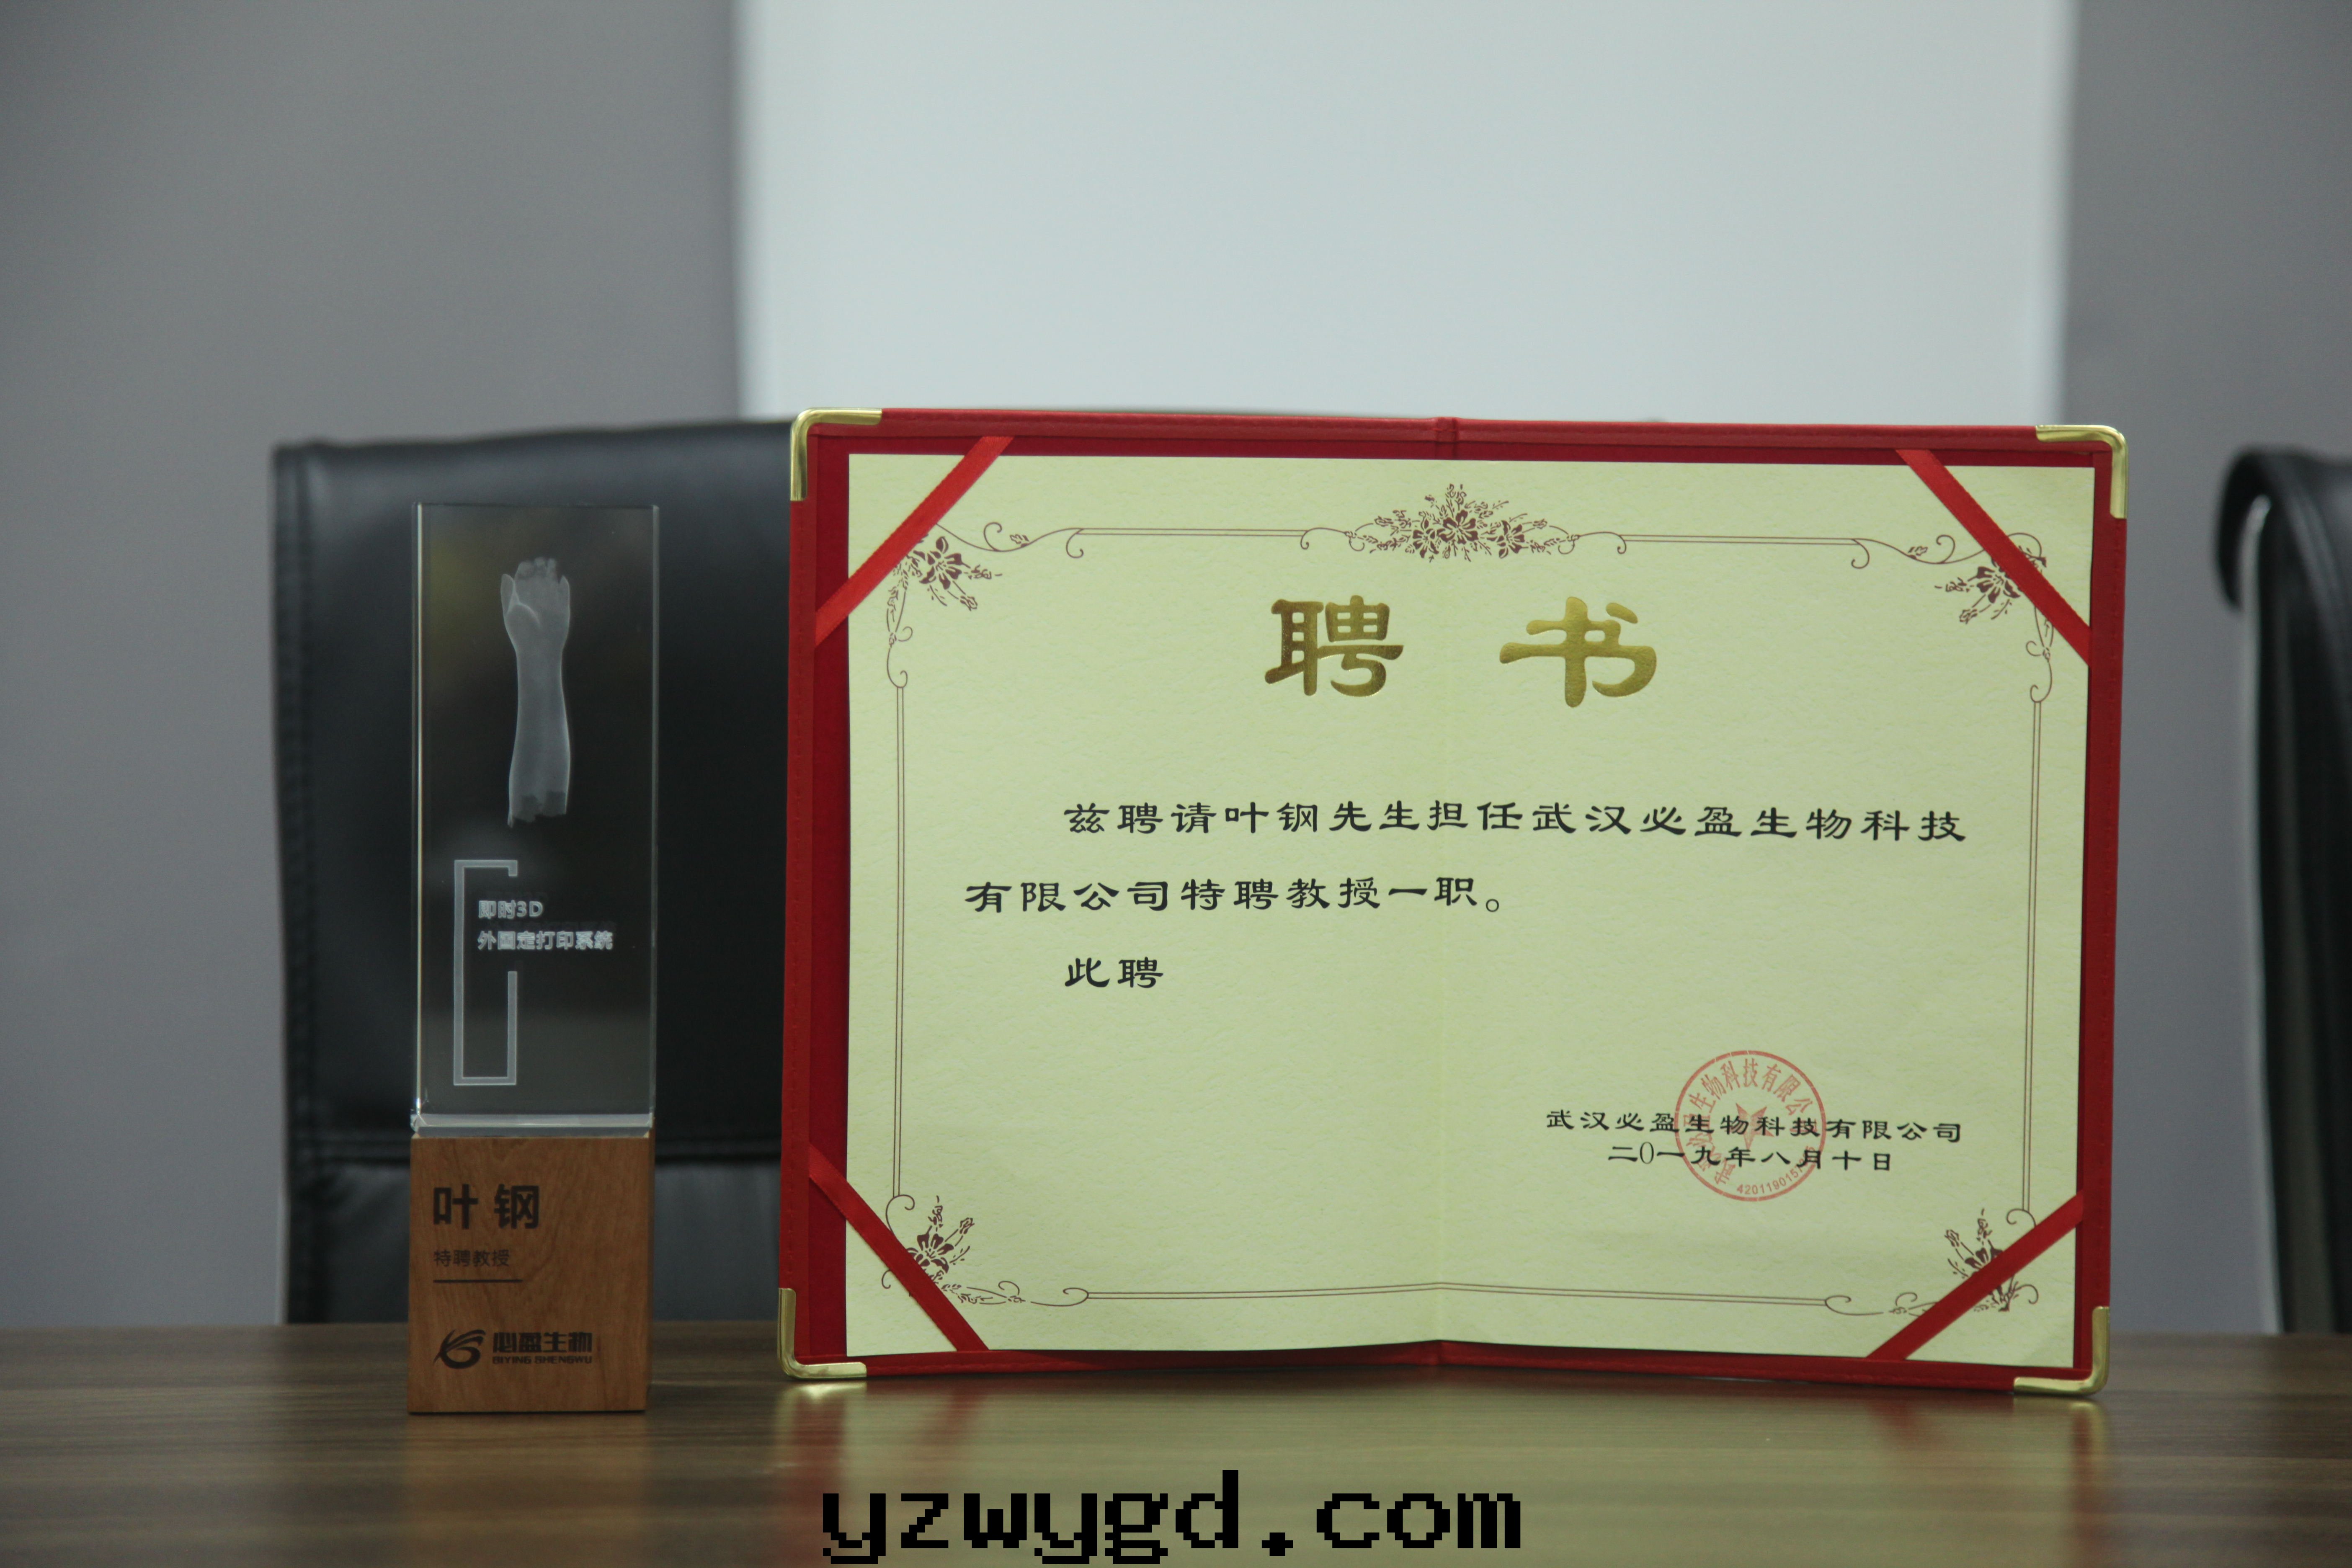 即时3D
外固定打印系统
叶钢
特聘教授
必盈生物
BIYING SHENGWU
聘书
兹聘请叶钢先生担任武汉必盈生物科技
有限公司特聘教授一职。
此聘
武汉必盈生物科技有限公司
二0一九年八月十日
yzwygd.com